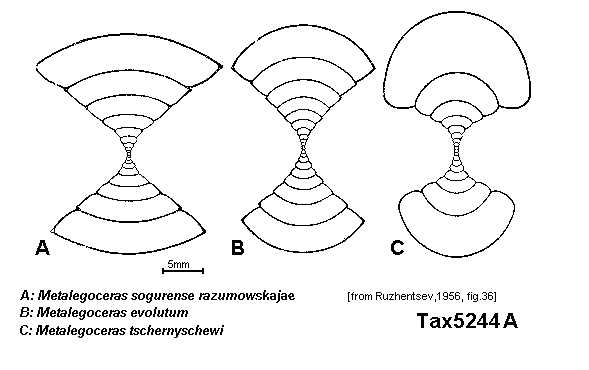 A
B
C
5mm
A: Metalegoceras sogurense razumowskajae
[from Ruzhentsev,1956, fig.36]
B: Metalegoceras evolutum
Tax5244 A
C: Metalegoceras tschernyschewi